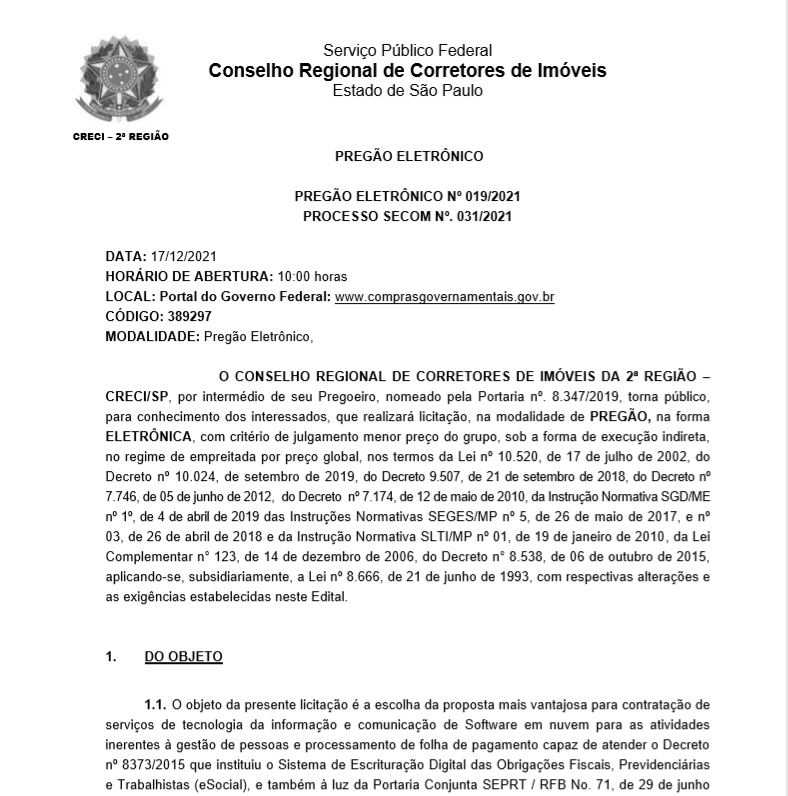 Serviço Público Federal
Conselho Regional de Corretores de Imóveis
Estado de São Paulo
CRECI – 2ª REGIÃO
PREGÃO ELETRÔNICO
PREGÃO ELETRÔNICO Nº 019/2021
PROCESSO SECOM Nº. 031/2021
DATA: 17/12/2021
HORÁRIO DE ABERTURA: 10:00 horas
LOCAL: Portal do Governo Federal: www.comprasgovernamentais.gov.br
CÓDIGO: 389297
MODALIDADE: Pregão Eletrônico,
O CONSELHO REGIONAL DE CORRETORES DE IMÓVEIS DA 2ª REGIÃO –
CRECI/SP, por intermédio de seu Pregoeiro, nomeado pela Portaria nº. 8.347/2019, torna público,
para conhecimento dos interessados, que realizará licitação, na modalidade de PREGÃO, na forma
ELETRÔNICA, com critério de julgamento menor preço do grupo, sob a forma de execução indireta,
no regime de empreitada por preço global, nos termos da Lei nº 10.520, de 17 de julho de 2002, do
Decreto nº 10.024, de setembro de 2019, do Decreto 9.507, de 21 de setembro de 2018, do Decreto nº
7.746, de 05 de junho de 2012, do Decreto nº 7.174, de 12 de maio de 2010, da Instrução Normativa SGD/ME
nº 1º, de 4 de abril de 2019 das Instruções Normativas SEGES/MP nº 5, de 26 de maio de 2017, e nº
03, de 26 de abril de 2018 e da Instrução Normativa SLTI/MP nº 01, de 19 de janeiro de 2010, da Lei
Complementar n° 123, de 14 de dezembro de 2006, do Decreto n° 8.538, de 06 de outubro de 2015,
aplicando-se, subsidiariamente, a Lei nº 8.666, de 21 de junho de 1993, com respectivas alterações e
as exigências estabelecidas neste Edital.
1. DO OBJETO
1.1. O objeto da presente licitação é a escolha da proposta mais vantajosa para contratação de
serviços de tecnologia da informação e comunicação de Software em nuvem para as atividades
inerentes à gestão de pessoas e processamento de folha de pagamento capaz de atender o Decreto
nº 8373/2015 que instituiu o Sistema de Escrituração Digital das Obrigações Fiscais, Previdenciárias
e Trabalhistas (eSocial), e também à luz da Portaria Conjunta SEPRT / RFB No. 71, de 29 de junho